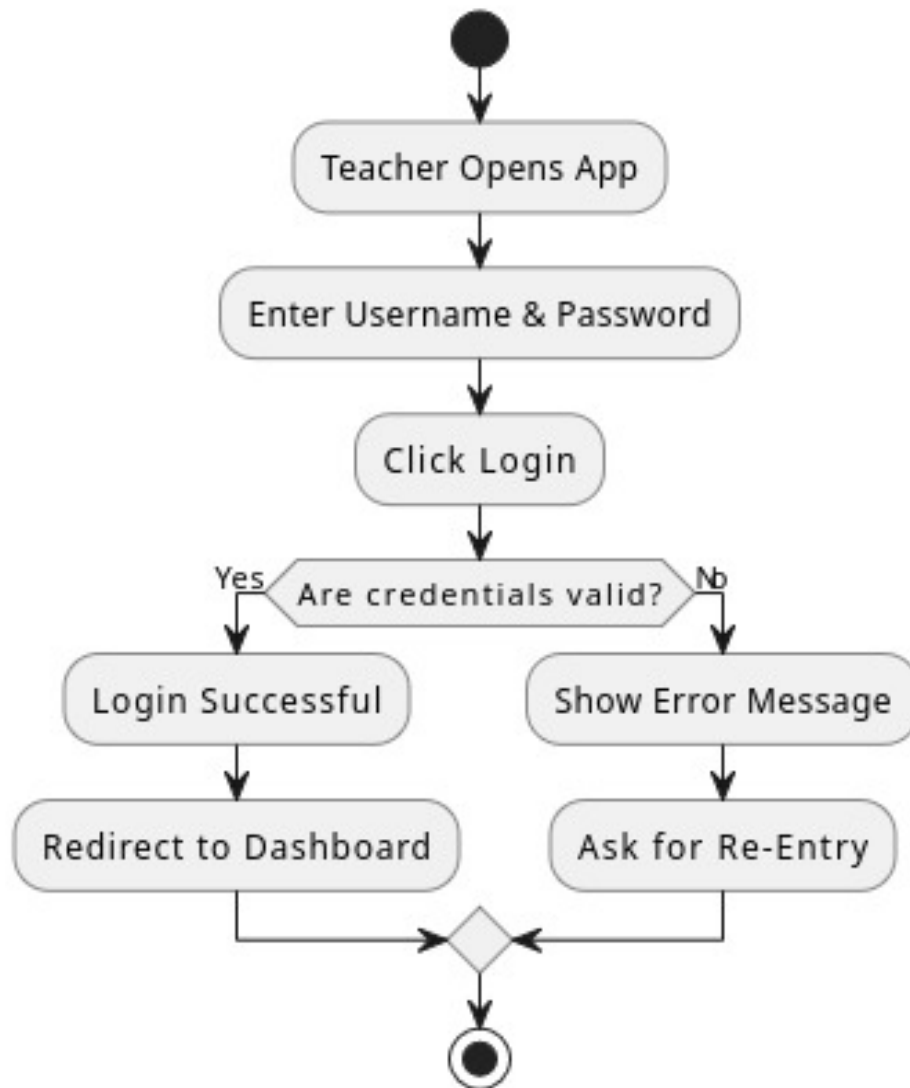 Teacher Opens App
Enter Username & Password
Click Login
Are credentials valid?
Yes
No
Login Successful
Show Error Message
Redirect to Dashboard
Ask for Re-Entry